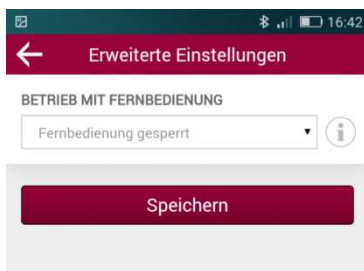 16:42
Erweiterte Einstellungen
BETRIEB MIT FERNBEDIENUNG
Fernbedienung gesperrt
i
Speichern